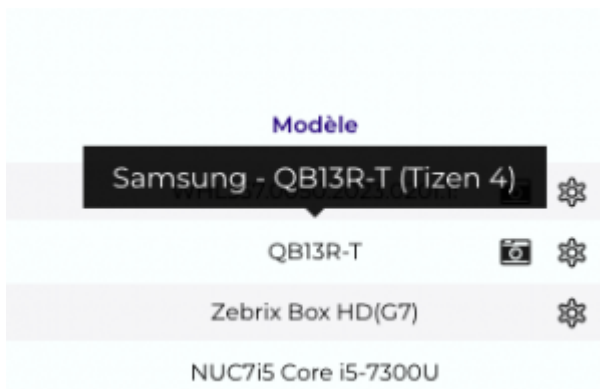 Modèle
Samsung - QB13R-T (Tizen 4)
QB13R-T
Zebrix Box HD(G7)
NUC7i5 Core i5-7300U